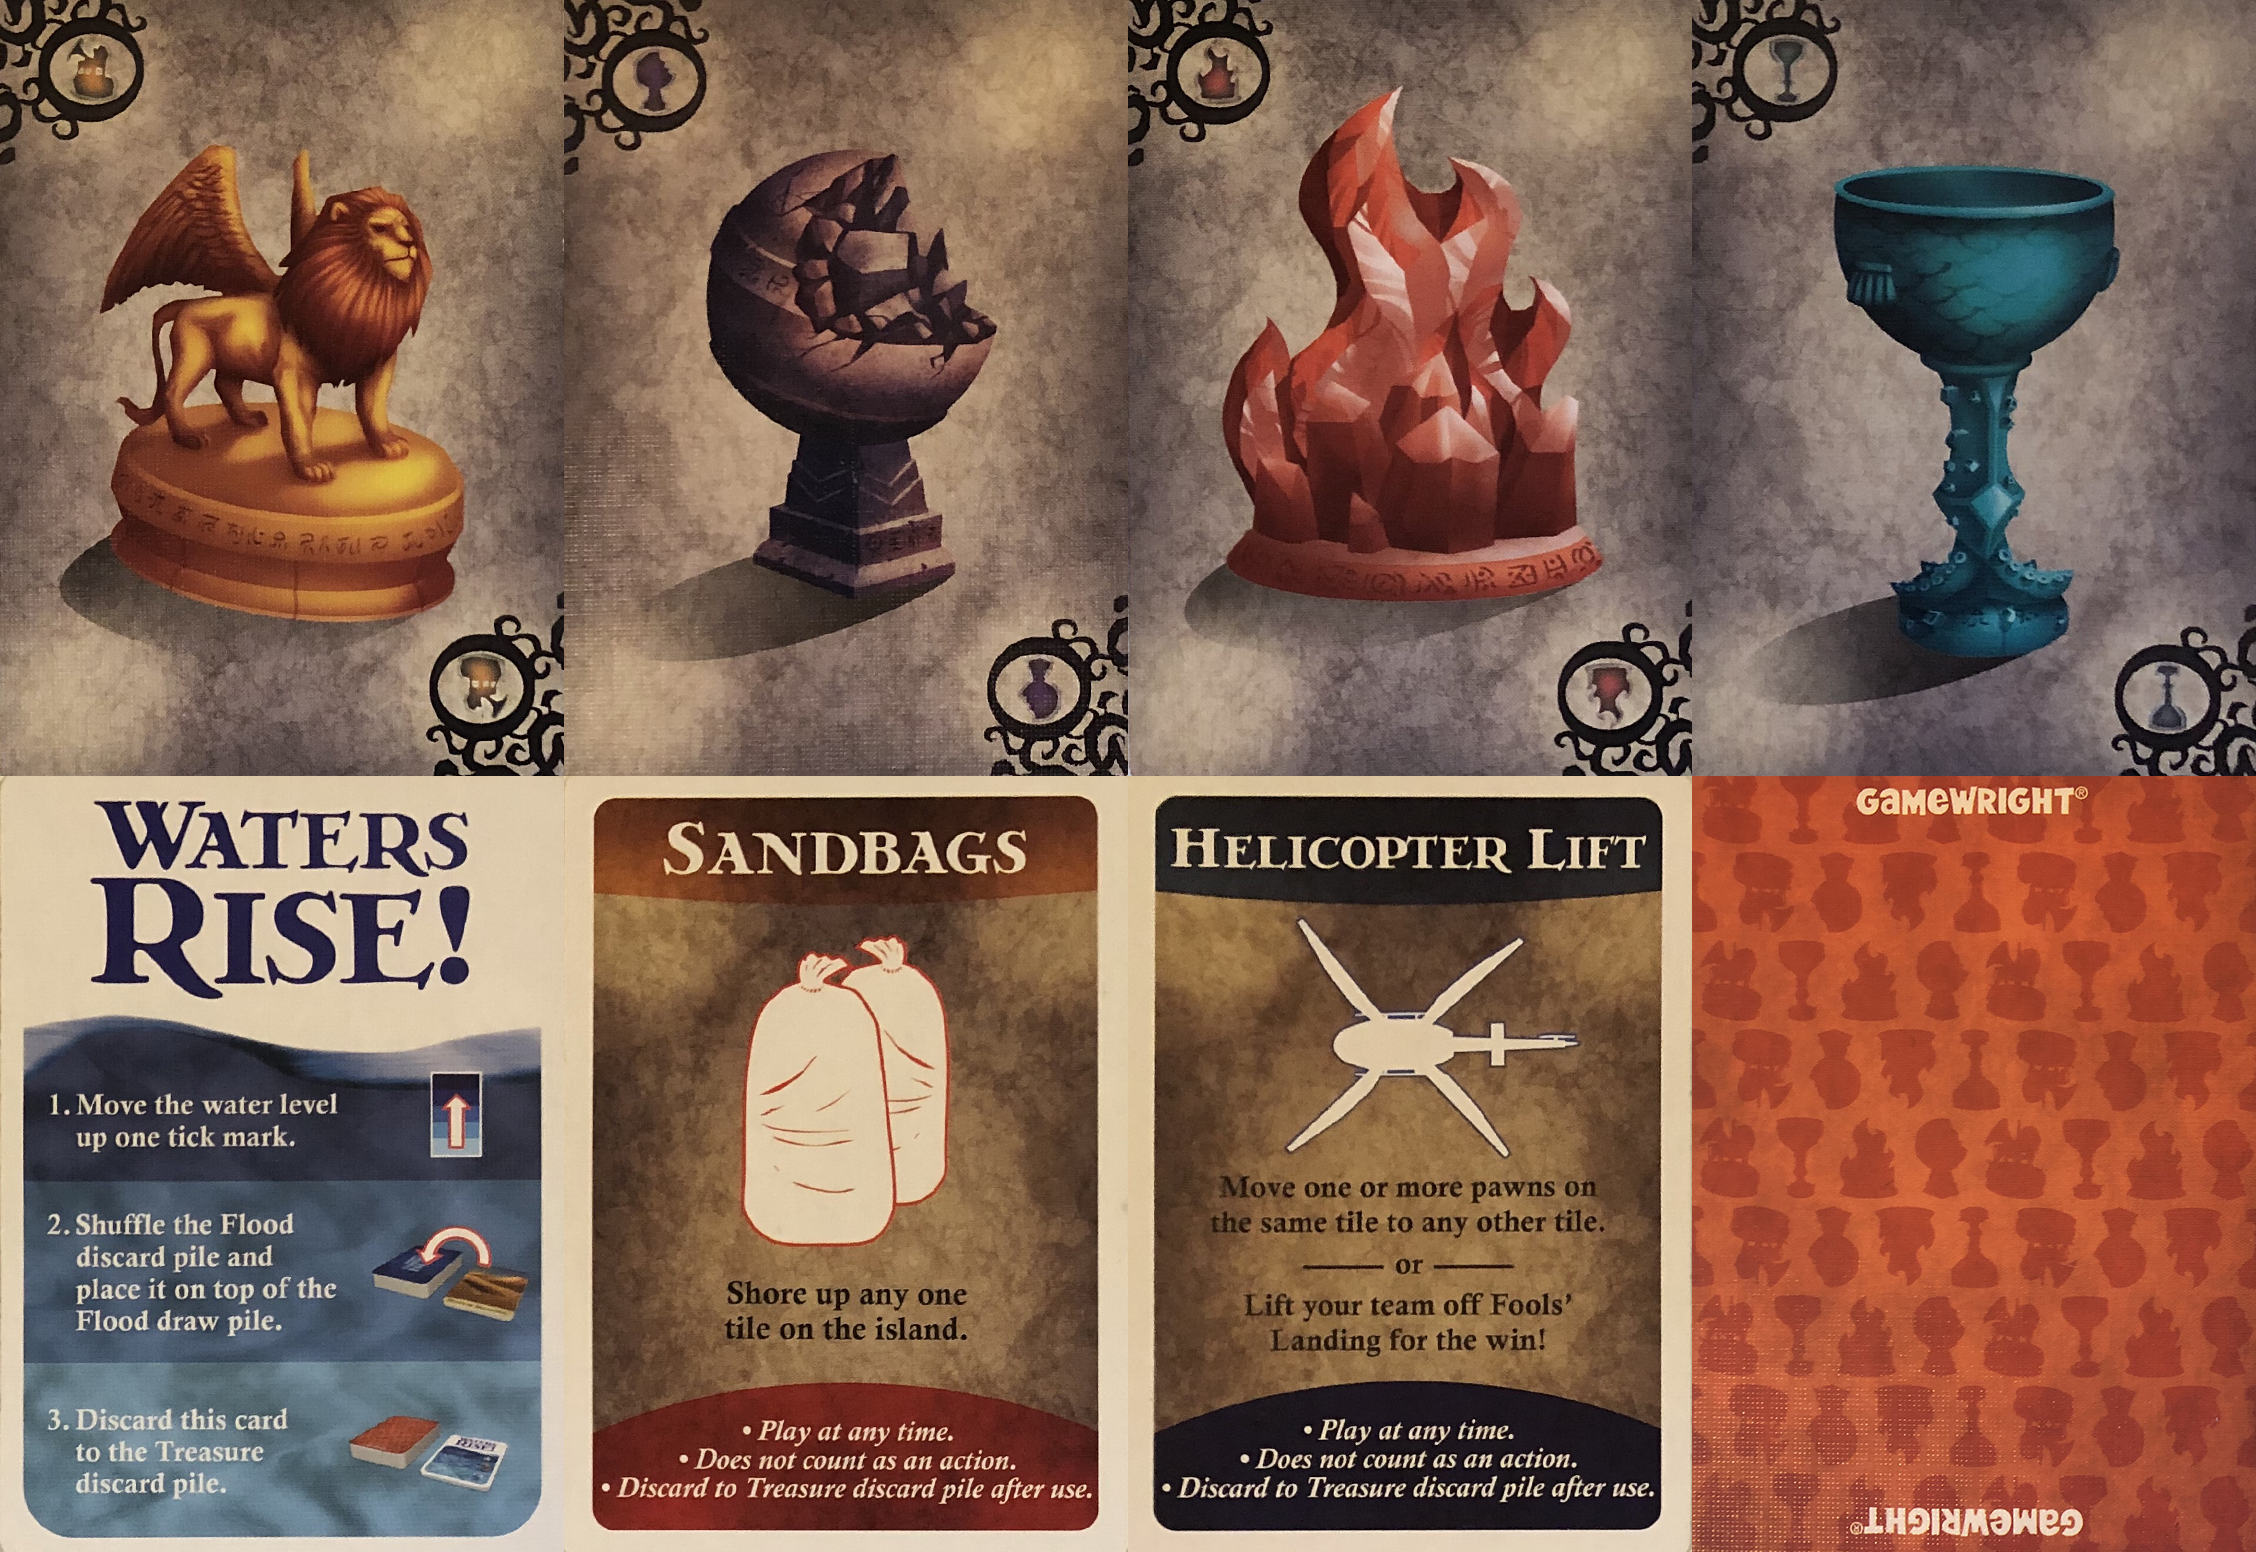 WATERS
RISE!
1. Move the water level
up one tick mark.
2. Shuffle the Flood
discard pile and
place it on top of the
Flood draw pile.
3. Discard this card
to the Treasure
discard pile.
SANDBAGS
Shore up any one
tile on the island.
• Play at any time.
• Does not count as an action.
• Discard to Treasure discard pile after use.
HELICOPTER LIFT
Move one or more pawns on
the same tile to any other tile.
or
Lift your team off Fools’
Landing for the win!
• Play at any time.
• Does not count as an action.
• Discard to Treasure discard pile after use.
GAMEWRIGHT®
GAMEWRIGHT®